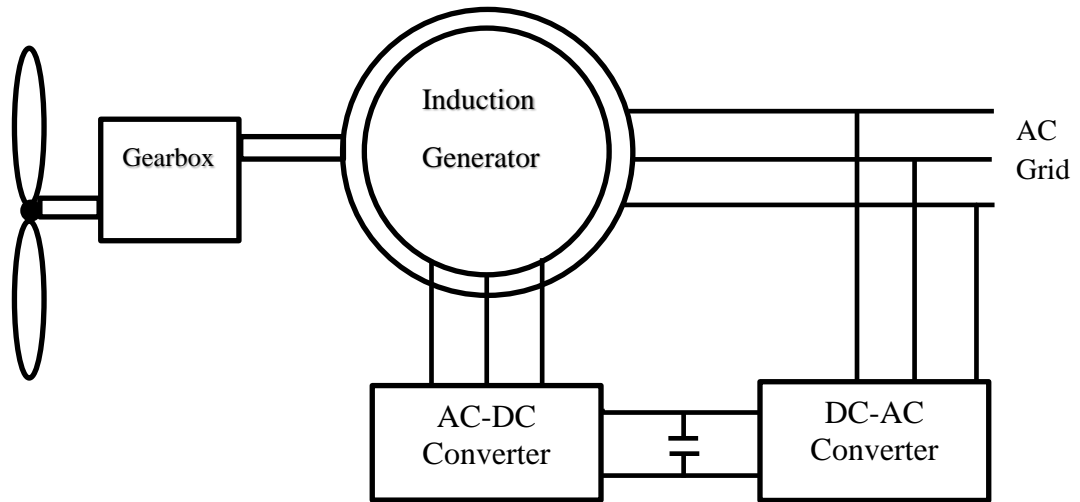 Induction
Generator
Gearbox
AC
Grid
AC-DC
Converter
DC-AC
Converter